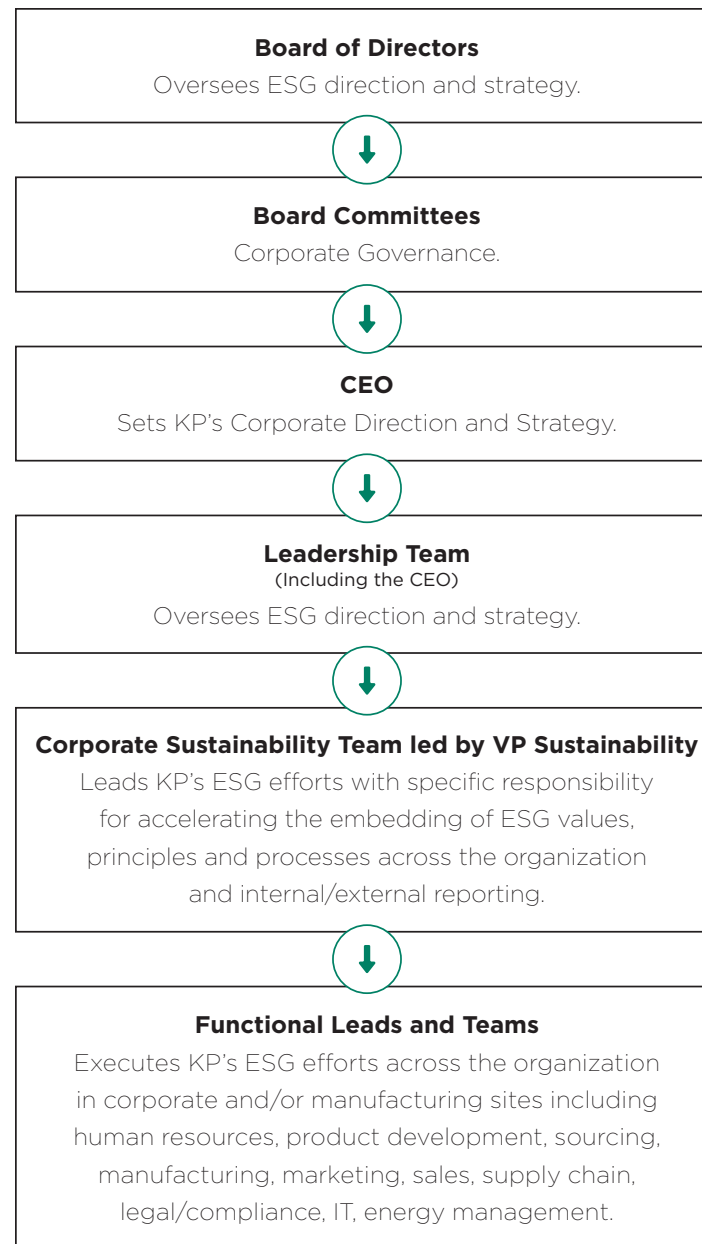 Board of Directors
Oversees ESG direction and strategy.
Board Committees
Corporate Governance.
CEO
Sets KP’s Corporate Direction and Strategy.
Leadership Team
(Including the CEO)
Oversees ESG direction and strategy.
Corporate Sustainability Team led by VP Sustainability
Leads KP’s ESG efforts with specific responsibility
for accelerating the embedding of ESG values,
principles and processes across the organization
and internal/external reporting.
Functional Leads and Teams
Executes KP’s ESG efforts across the organization
in corporate and/or manufacturing sites including
human resources, product development, sourcing,
manufacturing, marketing, sales, supply chain,
legal/compliance, IT, energy management.